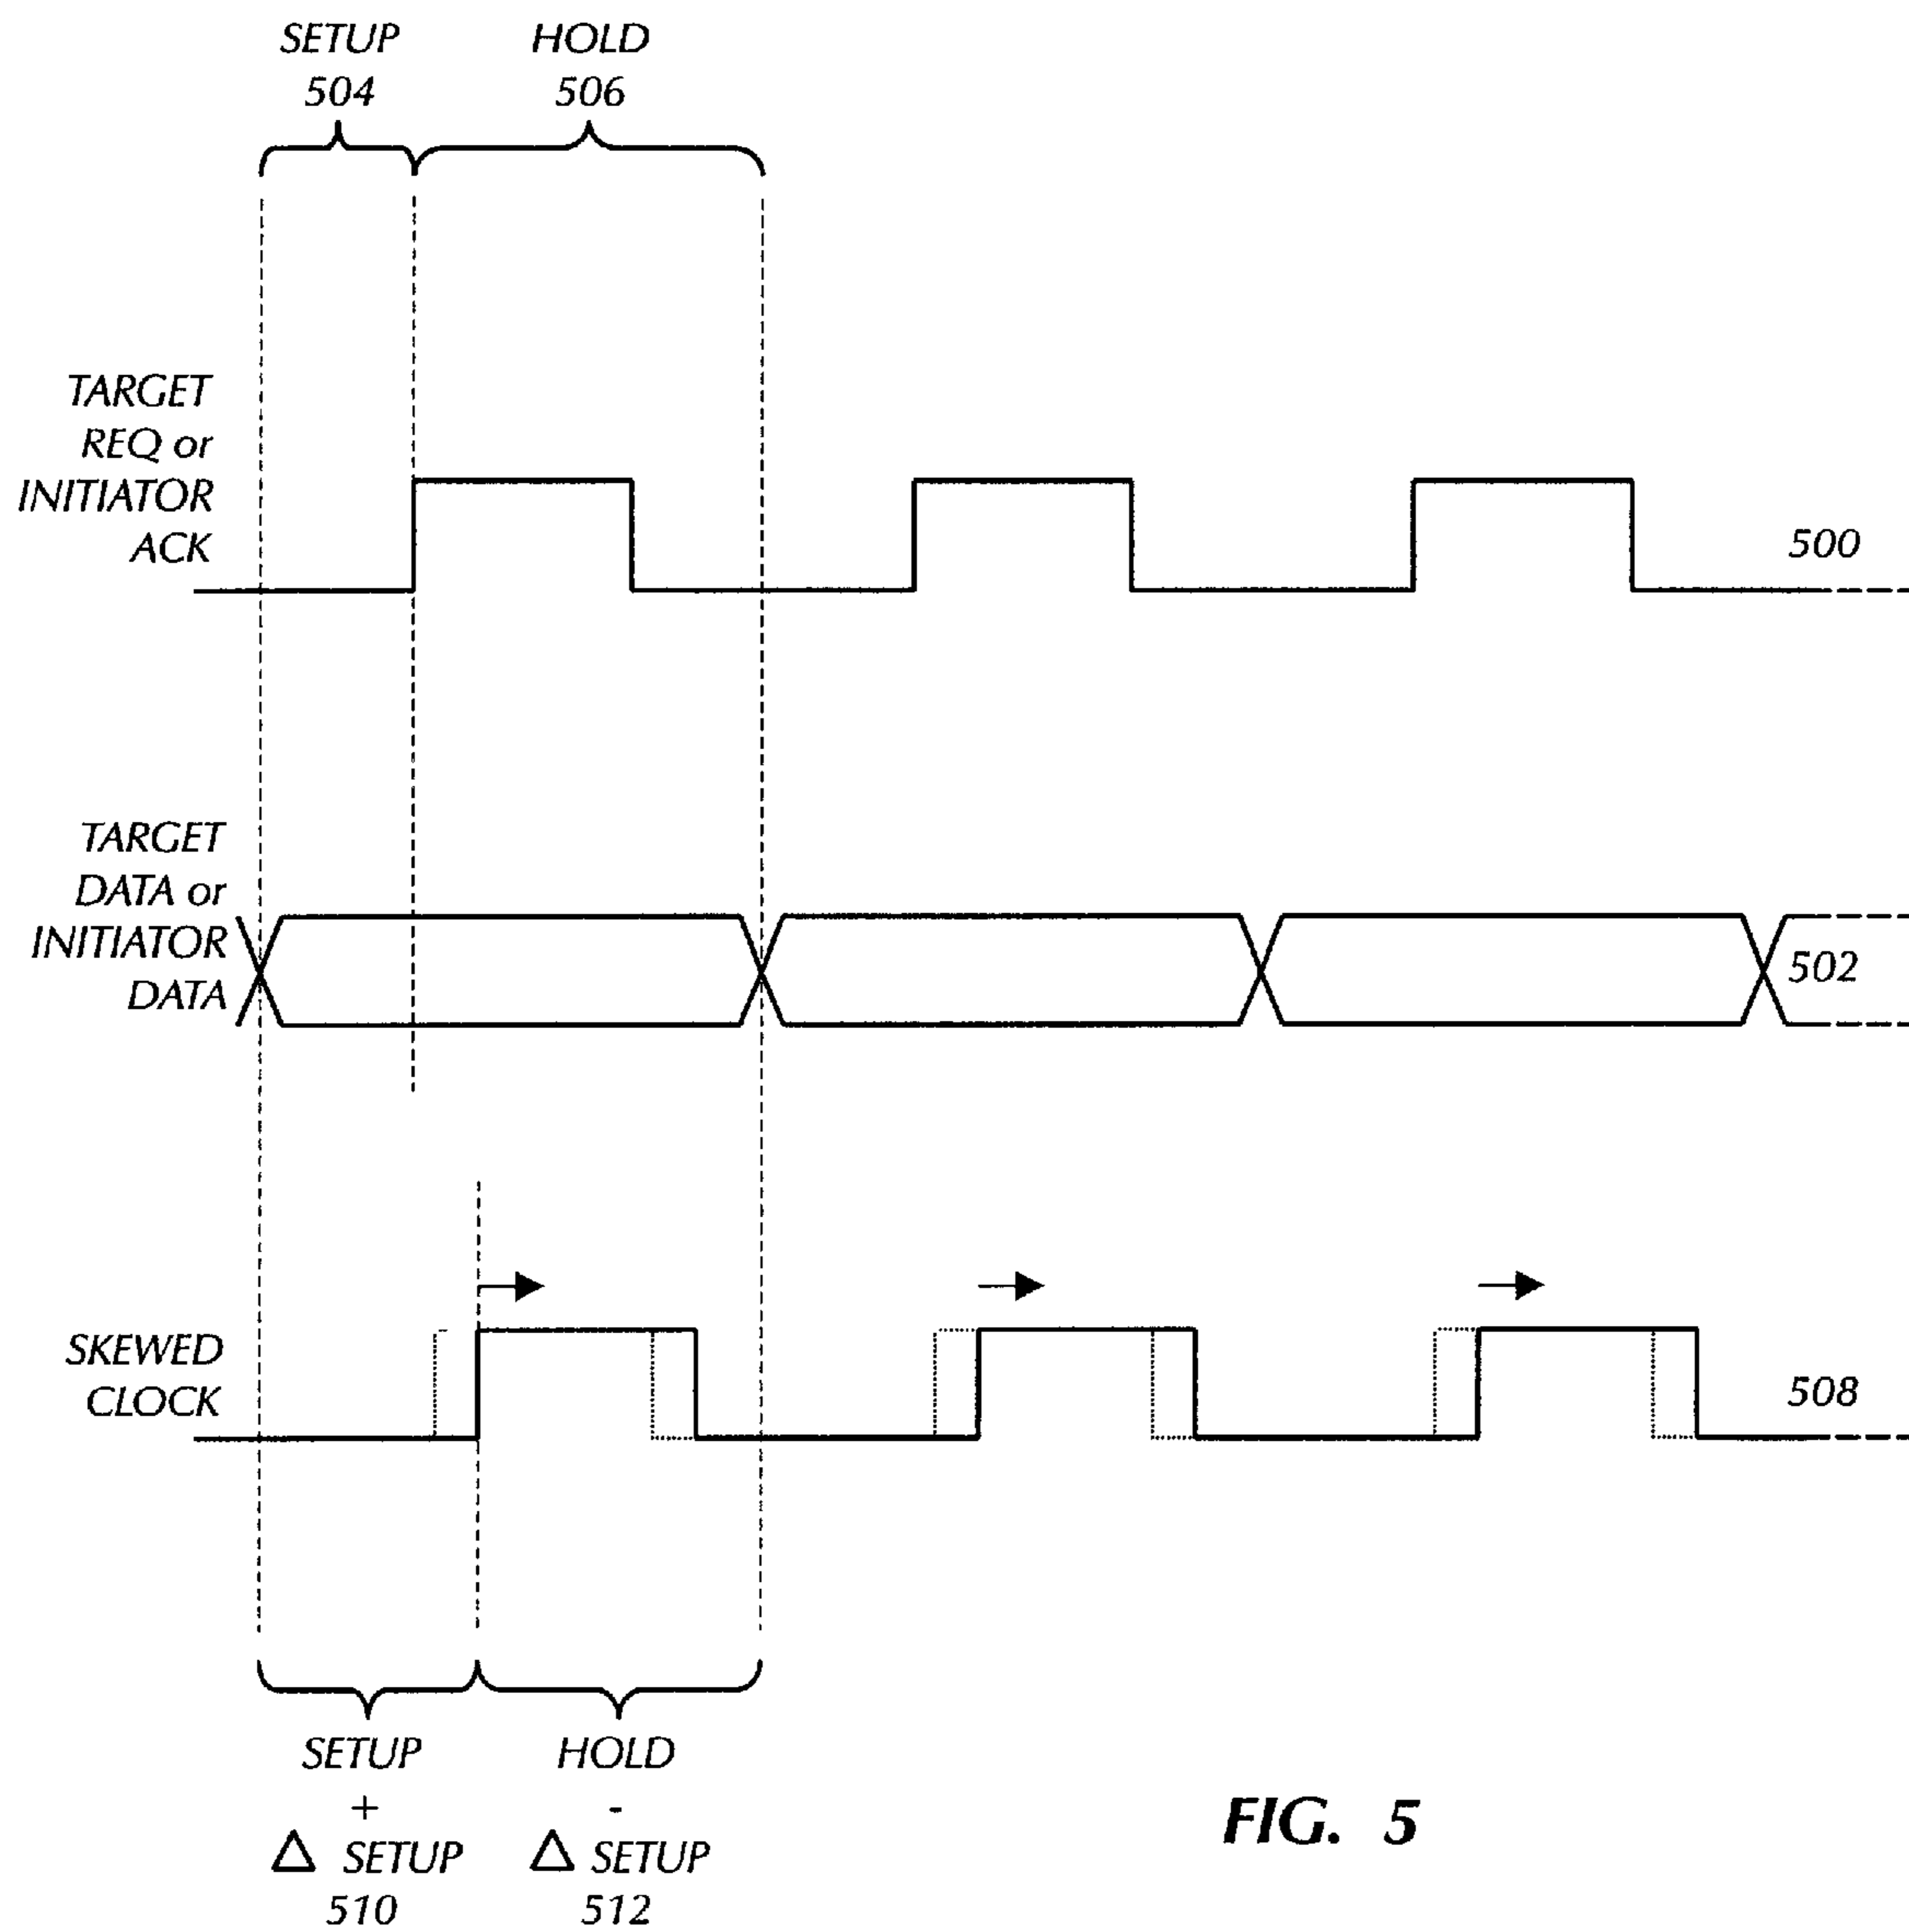 SETUP
504
HOLD
506
TARGET
REQ or
INITIATOR
ACK
500
TARGET
DATA or
INITIATOR
DATA
502
SKEWED
CLOCK
508
SETUP
+
Δ SETUP
510
HOLD
-
Δ SETUP
512
FIG. 5